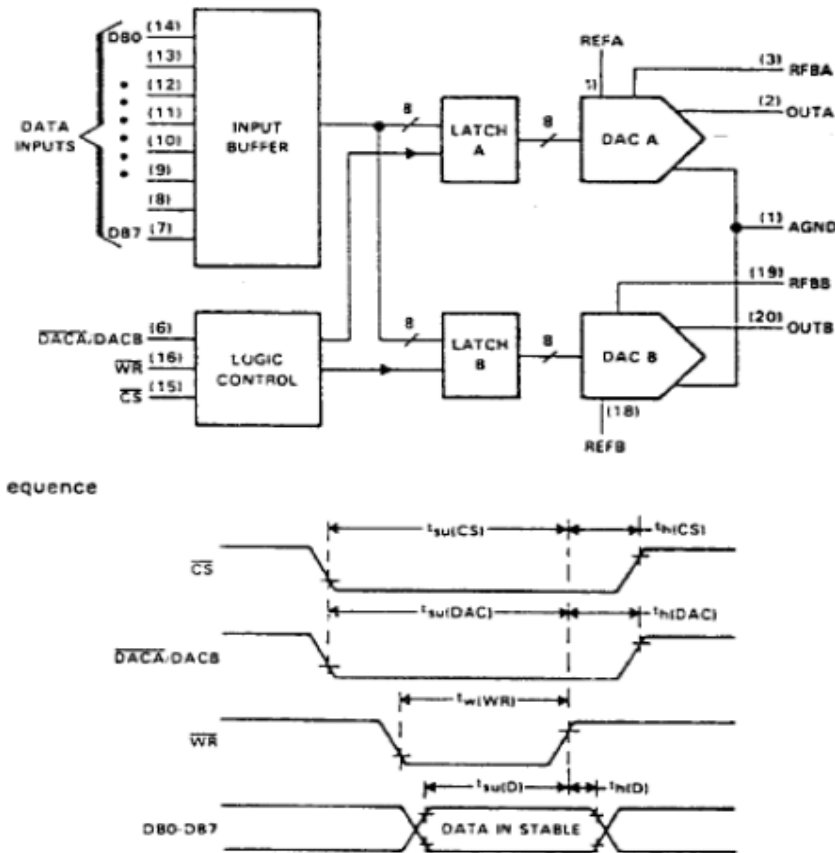 DB0 (14)
(13)
(12)
(11)
(10)
(9)
(8)
DB7 (7)
DATA
INPUTS
INPUT
BUFFER
8
LATCH
A
8
REFA
DAC A
(3) RFBA
(2) OUTA
(1) AGND
(19) RFBB
(20) OUTB
DACA/DACB (6)
WR (16)
CS (15)
LOGIC
CONTROL
8
LATCH
B
8
DAC B
(18)
REFB
equence
tsu(CS) th(CS)
CS
tsu(DAC) th(DAC)
DACA/DACB
tw(WR)
WR
tsu(D) th(D)
DB0-DB7 DATA IN STABLE